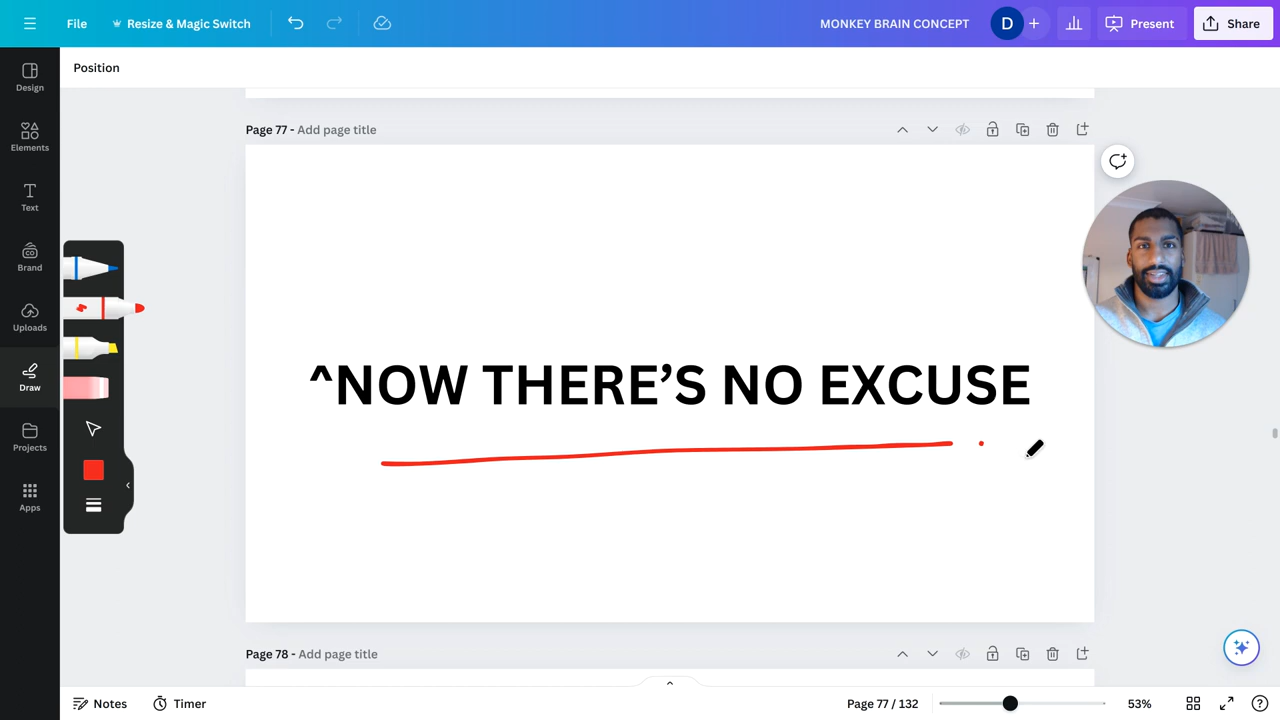 File
Resize & Magic Switch
MONKEY BRAIN CONCEPT
D
Present
Share
Position
Design
Elements
Text
Brand
Uploads
Draw
Projects
Apps
Page 77 - Add page title
^NOW THERE’S NO EXCUSE
Page 78 - Add page title
Notes
Timer
Page 77 / 132
53%